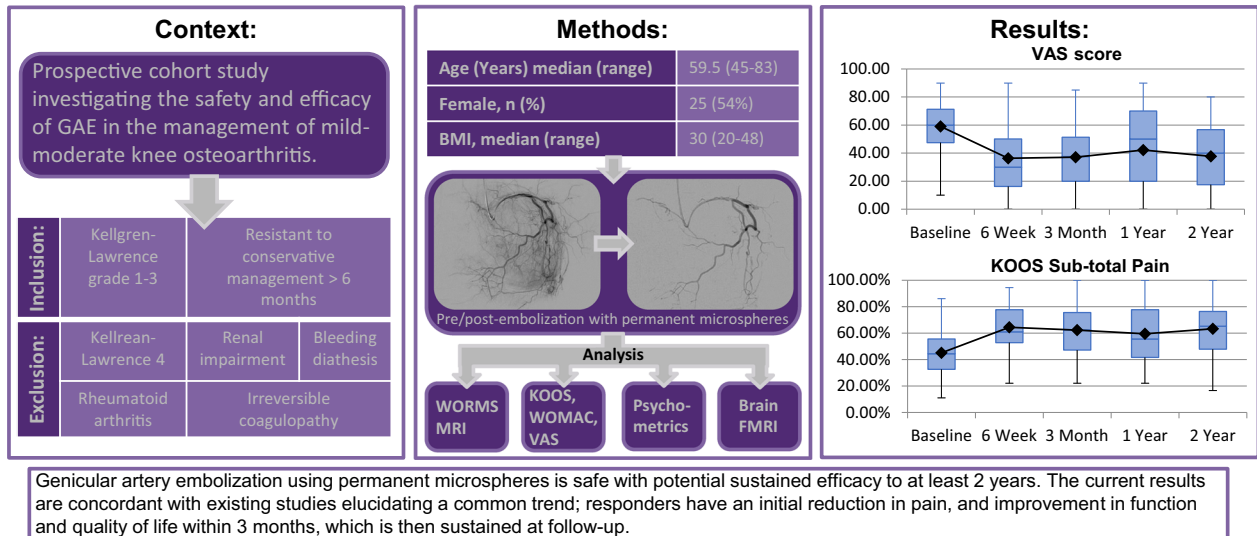 Context:
Prospective cohort study
investigating the safety and efficacy
of GAE in the management of mild-
moderate knee osteoarthritis.
Inclusion:
Kellgren-
Lawrence
grade 1-3
Resistant to
conservative
management > 6
months
Exclusion:
Kellrean-
Lawrence 4
Renal
impairment
Bleeding
diathesis
Rheumatoid
arthritis
Irreversible
coagulopathy
Methods:
Age (Years) median (range) 59.5 (45-83)
Female, n (%) 25 (54%)
BMI, median (range) 30 (20-48)
Pre/post-embolization with permanent microspheres
Analysis
WORMS
MRI
KOOS,
WOMAC,
VAS
Psycho-
metrics
Brain
FMRI
Results:
VAS score
100.00
80.00
60.00
40.00
20.00
0.00
Baseline 6 Week 3 Month 1 Year 2 Year
KOOS Sub-total Pain
100.00%
80.00%
60.00%
40.00%
20.00%
0.00%
Baseline 6 Week 3 Month 1 Year 2 Year
Genicular artery embolization using permanent microspheres is safe with potential sustained efficacy to at least 2 years. The current results
are concordant with existing studies elucidating a common trend; responders have an initial reduction in pain, and improvement in function
and quality of life within 3 months, which is then sustained at follow-up.